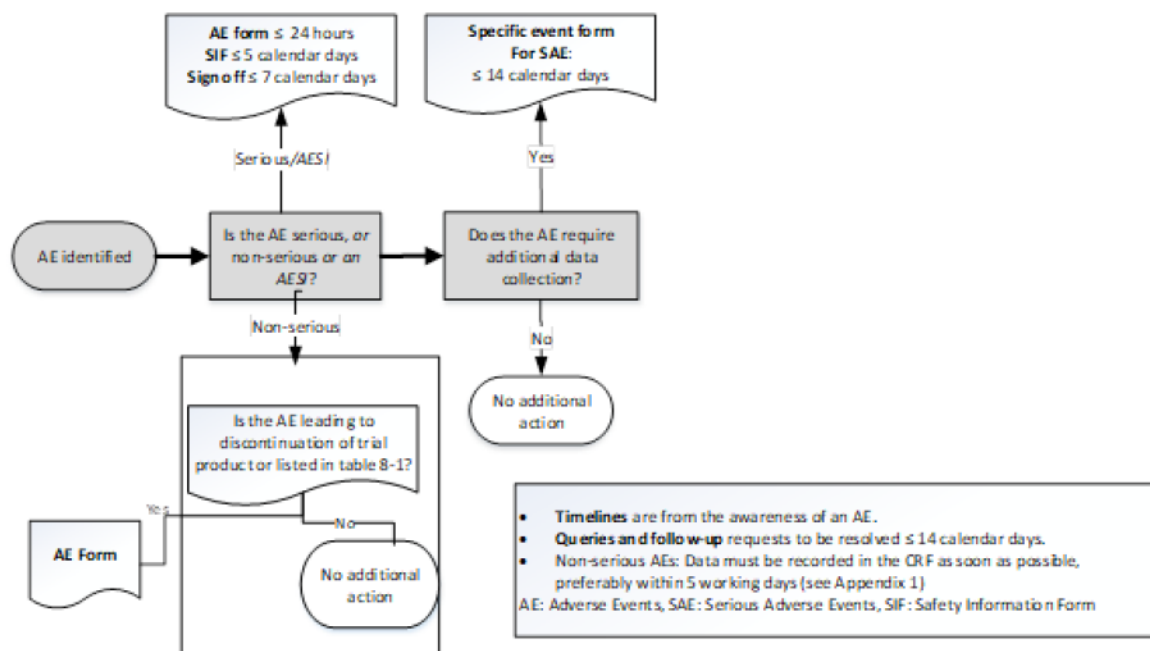 AE form ≤ 24 hours
SIF ≤ 5 calendar days
Sign off ≤ 7 calendar days
Specific event form
For SAE:
≤ 14 calendar days
Serious/AESI
Yes
AE identified
Is the AE serious, or
non-serious or an
AESI?
Does the AE require
additional data
collection?
Non-serious
No
No additional
action
Is the AE leading to
discontinuation of trial
product or listed in table 8-1?
Yes
No
AE Form
No additional
action
• Timelines are from the awareness of an AE.
• Queries and follow-up requests to be resolved ≤ 14 calendar days.
• Non-serious AEs: Data must be recorded in the CRF as soon as possible,
preferably within 5 working days (see Appendix 1)
AE: Adverse Events, SAE: Serious Adverse Events, SIF: Safety Information Form